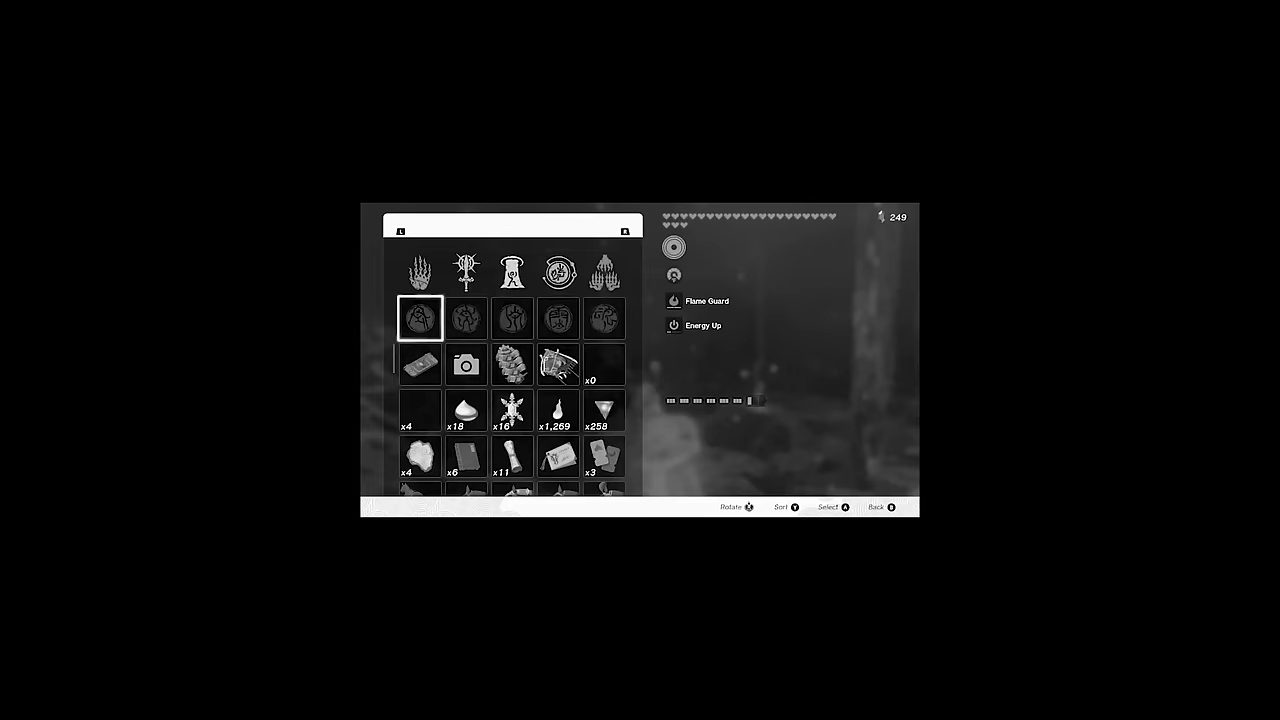 L R
249
Flame Guard
Energy Up
x0
x4 x18 x16 x1,269 x258
x4 x6 x11 x3
Rotate Sort Y Select A Back B